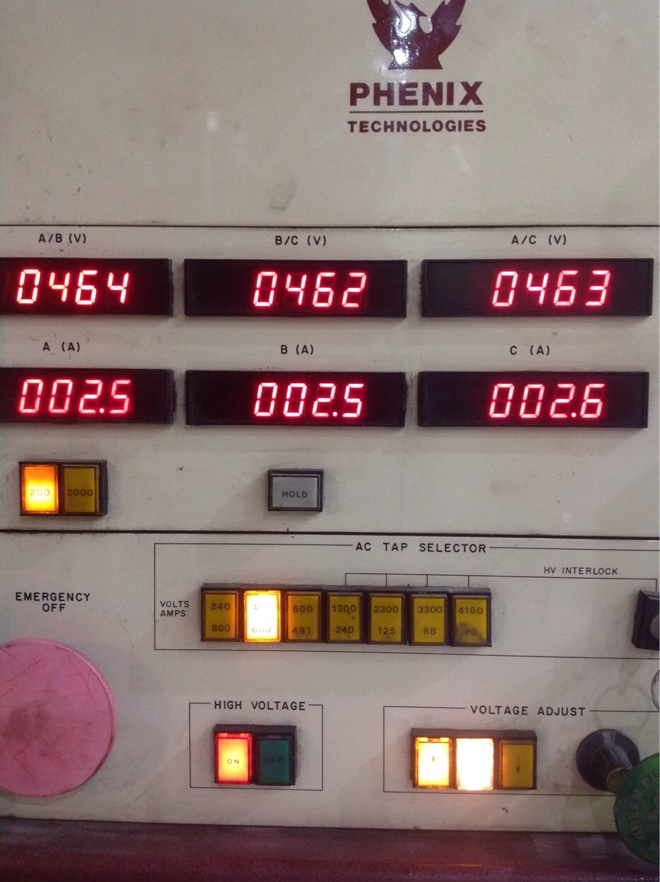 PHENIX
TECHNOLOGIES
A/B (V) B/C (V) A/C (V)
0464 0462 0463
A (A) B (A) C (A)
002.5 002.5 002.6
200 2000 HOLD
AC TAP SELECTOR
HV INTERLOCK
EMERGENCY
OFF
VOLTS
AMPS
240 600 1200 2300 3300 4160
800 600 481 240 125 88
HIGH VOLTAGE
ON OFF
VOLTAGE ADJUST